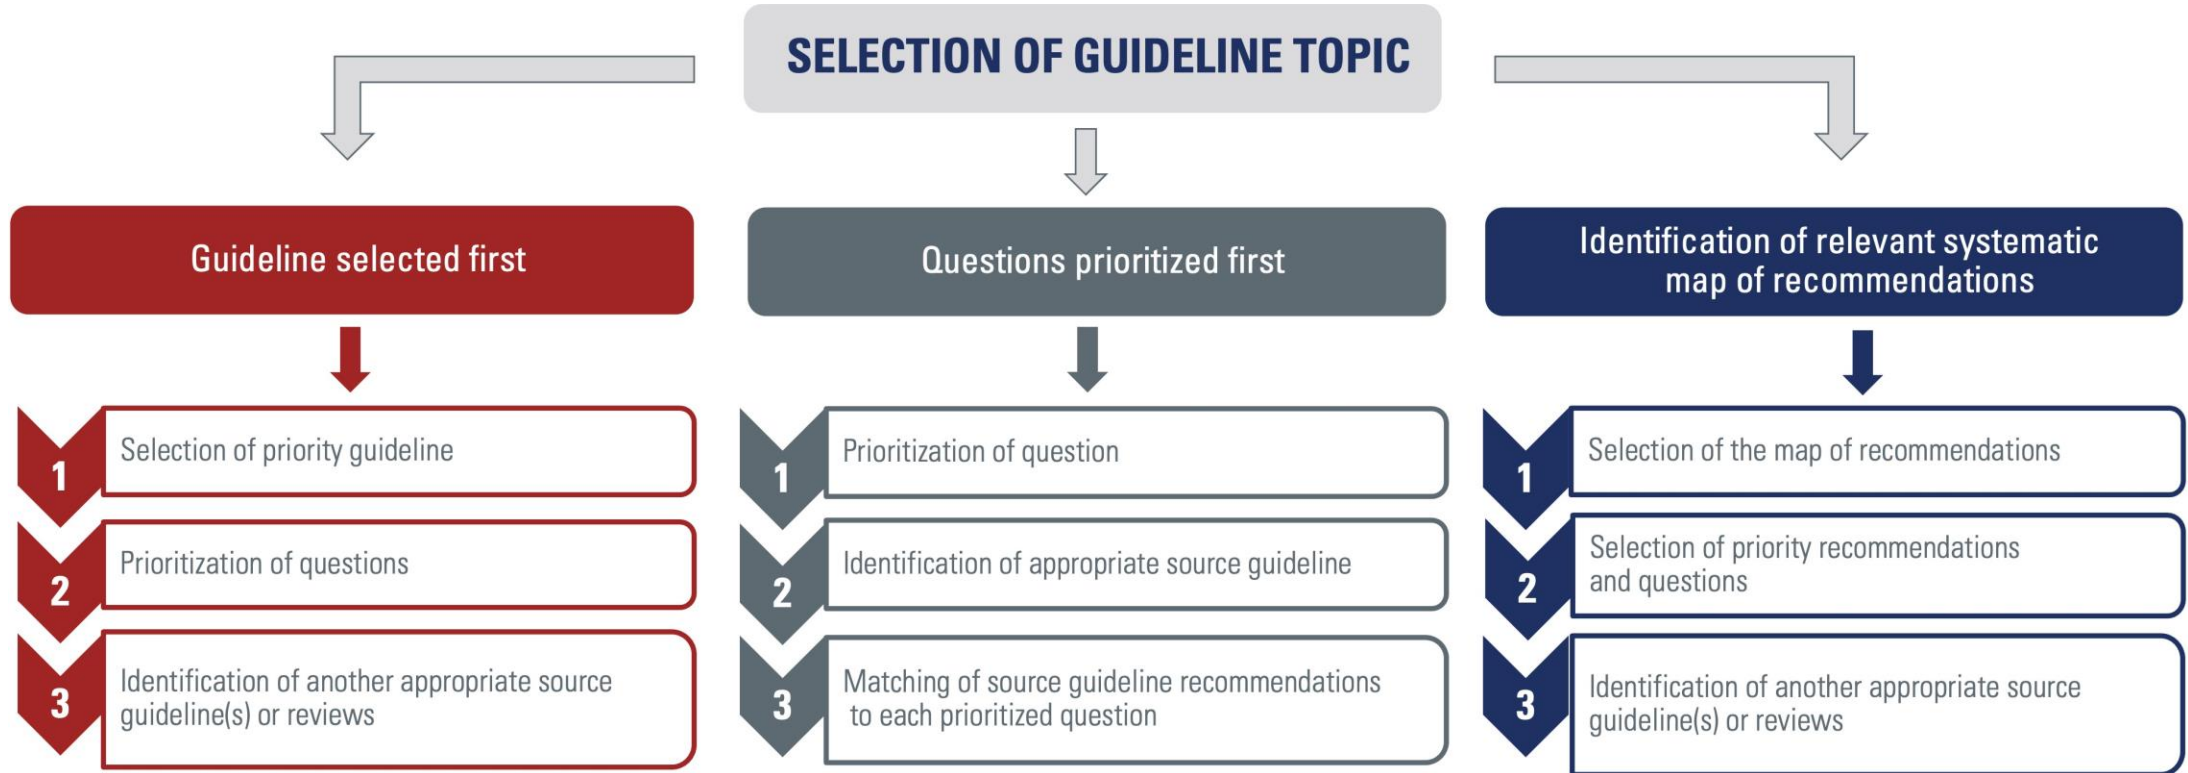 SELECTION OF GUIDELINE TOPIC
Guideline selected first
1
Selection of priority guideline
2
Prioritization of questions
3
Identification of another appropriate source
guideline(s) or reviews
Questions prioritized first
1
Prioritization of question
2
Identification of appropriate source guideline
3
Matching of source guideline recommendations
to each prioritized question
Identification of relevant systematic
map of recommendations
1
Selection of the map of recommendations
2
Selection of priority recommendations
and questions
3
Identification of another appropriate source
guideline(s) or reviews